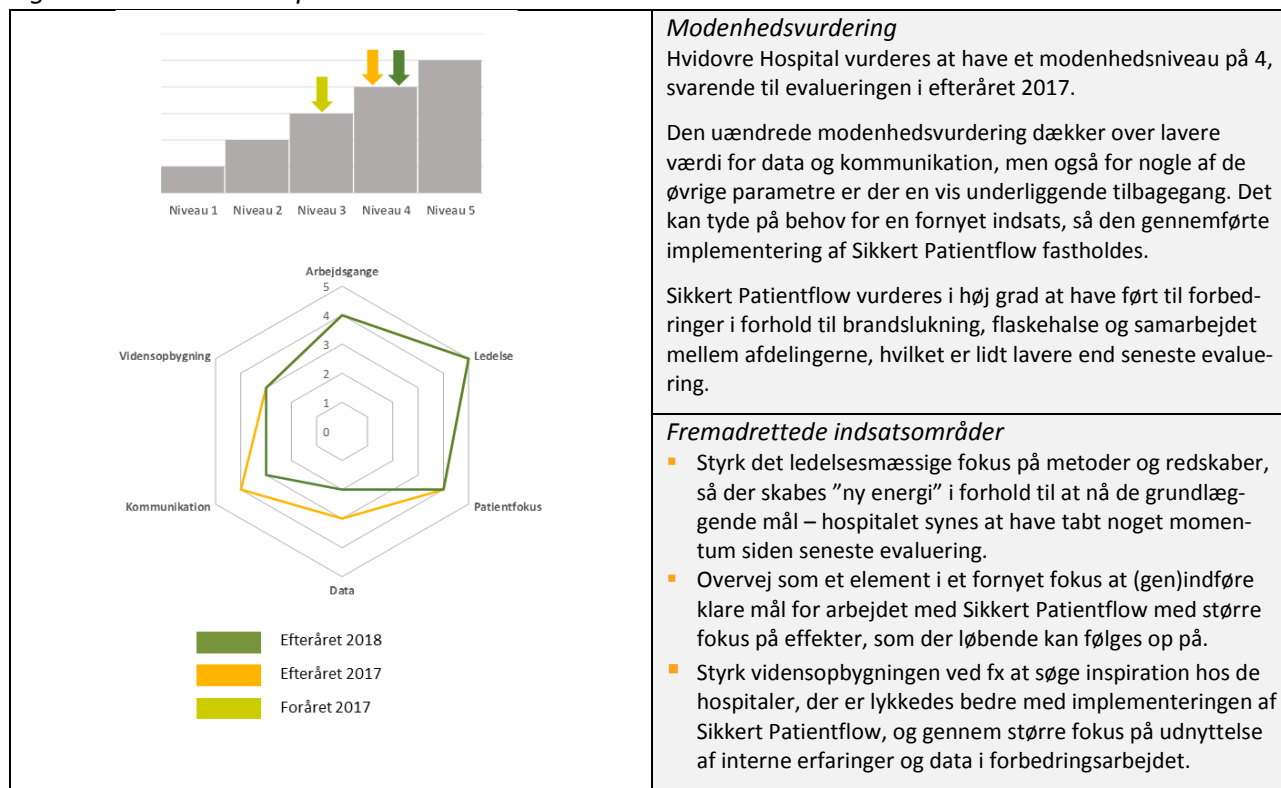 Modenhedsvurdering
Hvidovre Hospital vurderes at have et modenhedsniveau på 4,
svarende til evalueringen i efteråret 2017.
Den uændrede modenhedsvurdering dækker over lavere
værdi for data og kommunikation, men også for nogle af de
øvrige parametre er der en vis underliggende tilbagegang. Det
kan tyde på behov for en fornyet indsats, så den gennemførte
implementering af Sikkert Patientflow fastholdes.
Sikkert Patientflow vurderes i høj grad at have ført til forbed-
ringer i forhold til brandslukning, flaskehalse og samarbejdet
mellem afdelingerne, hvilket er lidt lavere end seneste evalue-
ring.
Niveau 1 Niveau 2 Niveau 3 Niveau 4 Niveau 5
Arbejdsgange
5
4
3
2
1
0
Vidensopbygning
Ledelse
Kommunikation
Patientfokus
Data
Efteråret 2018
Efteråret 2017
Foråret 2017
Fremadrettede indsatsområder
▪ Styrk det ledelsesmæssige fokus på metoder og redskaber,
så der skabes ”ny energi” i forhold til at nå de grundlæg-
gende mål – hospitalet synes at have tabt noget momen-
tum siden seneste evaluering.
▪ Overvej som et element i et fornyet fokus at (gen)indføre
klare mål for arbejdet med Sikkert Patientflow med større
fokus på effekter, som der løbende kan følges op på.
▪ Styrk vidensopbygningen ved fx at søge inspiration hos de
hospitaler, der er lykkedes bedre med implementeringen af
Sikkert Patientflow, og gennem større fokus på udnyttelse
af interne erfaringer og data i forbedringsarbejdet.